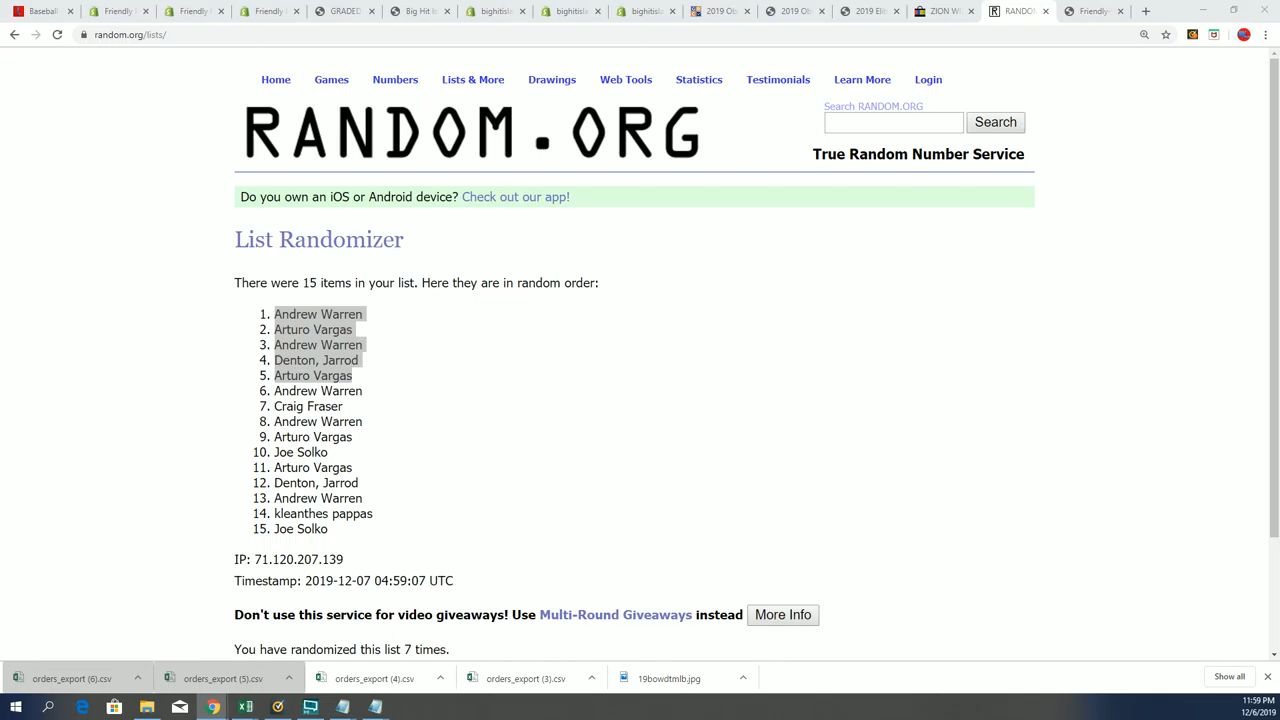 Baseball
Friendly
Friendly
Friendly
GRADED
Big Hit
bighitisla
bighitisla
bighitisla
2019 Ob
2019 Ob
2019 Elit
ZION W
RANDO
Friendly-
random.org/lists/
Home Games Numbers Lists & More Drawings Web Tools Statistics Testimonials Learn More Login
RANDOM.ORG
Search RANDOM.ORG
Search
True Random Number Service
Do you own an iOS or Android device? Check out our app!
List Randomizer
There were 15 items in your list. Here they are in random order:
1. Andrew Warren
2. Arturo Vargas
3. Andrew Warren
4. Denton, Jarrod
5. Arturo Vargas
6. Andrew Warren
7. Craig Fraser
8. Andrew Warren
9. Arturo Vargas
10. Joe Solko
11. Arturo Vargas
12. Denton, Jarrod
13. Andrew Warren
14. kleanthes pappas
15. Joe Solko
IP: 71.120.207.139
Timestamp: 2019-12-07 04:59:07 UTC
Don't use this service for video giveaways! Use Multi-Round Giveaways instead More Info
You have randomized this list 7 times.
orders_export (6).csv
orders_export (5).csv
orders_export (4).csv
orders_export (3).csv
19bowdtmlb.jpg
Show all
11:59 PM
12/6/2019